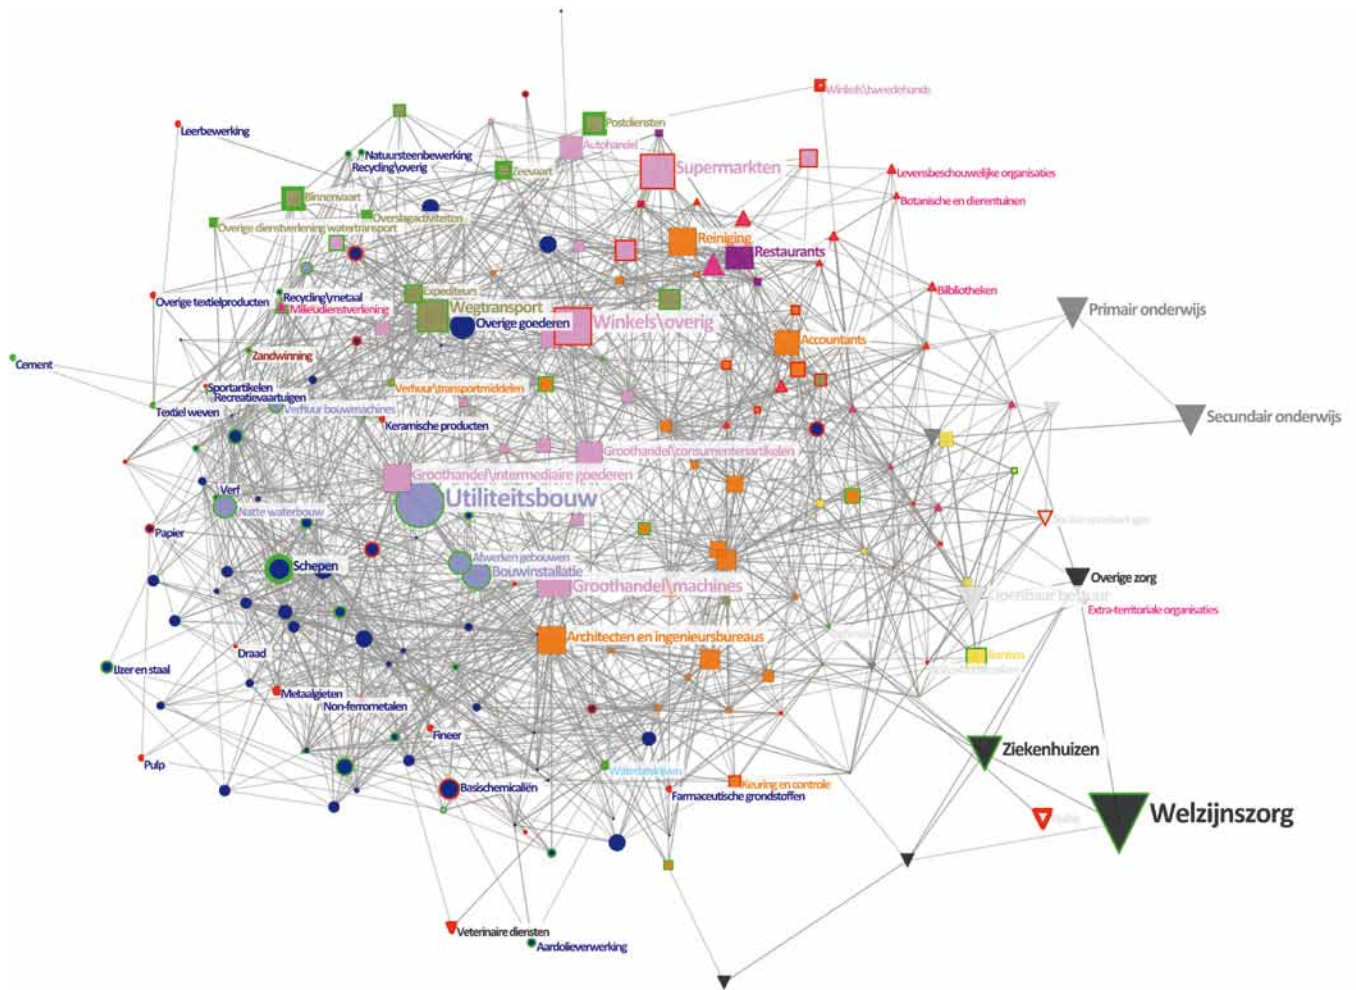 Winkels\tweedehands
Postdiensten
Leerbewerking
Autohandel
Natuursteenbewerking
Recycling\overig
Supermarkten
Zeevaart
Levensbeschouwelijke organisaties
Binnenvaart
Botanische en dierentuinen
Overslagactiviteiten
Overige dienstverlening watertransport
Reiniging
Restaurants
Expediteurs
Bilbliotheken
Recycling\metaal
Overige textielproducten
Milieudienstverlening
Wegtransport
Primair onderwijs
Overige goederen
Winkels\overig
Accountants
Zandwinning
Cement
Sportartikelen
Verhuur\transportmiddelen
Recreatievaartuigen
Textiel weven
Verhuur bouwmachines
Secundair onderwijs
Keramische producten
Groothandel\consumentenartikelen
Groothandel\intermediaire goederen
Verf
Utiliteitsbouw
Natte waterbouw
Papier
Afwerken gebouwen
Schepen
Bouwinstallatie
Overige zorg
Groothandel\machines
Openbaar bestuur
Extra-territoriale organisaties
Architecten en ingenieursbureaus
Draad
IJzer en staal
Metaalgieten
Non-ferrometalen
Fineer
Ziekenhuizen
Pulp
Waterbedrijven
Keuring en controle
Basischemicaliën
Farmaceutische grondstoffen
Welzijnszorg
Veterinaire diensten
Aardolieverwerking